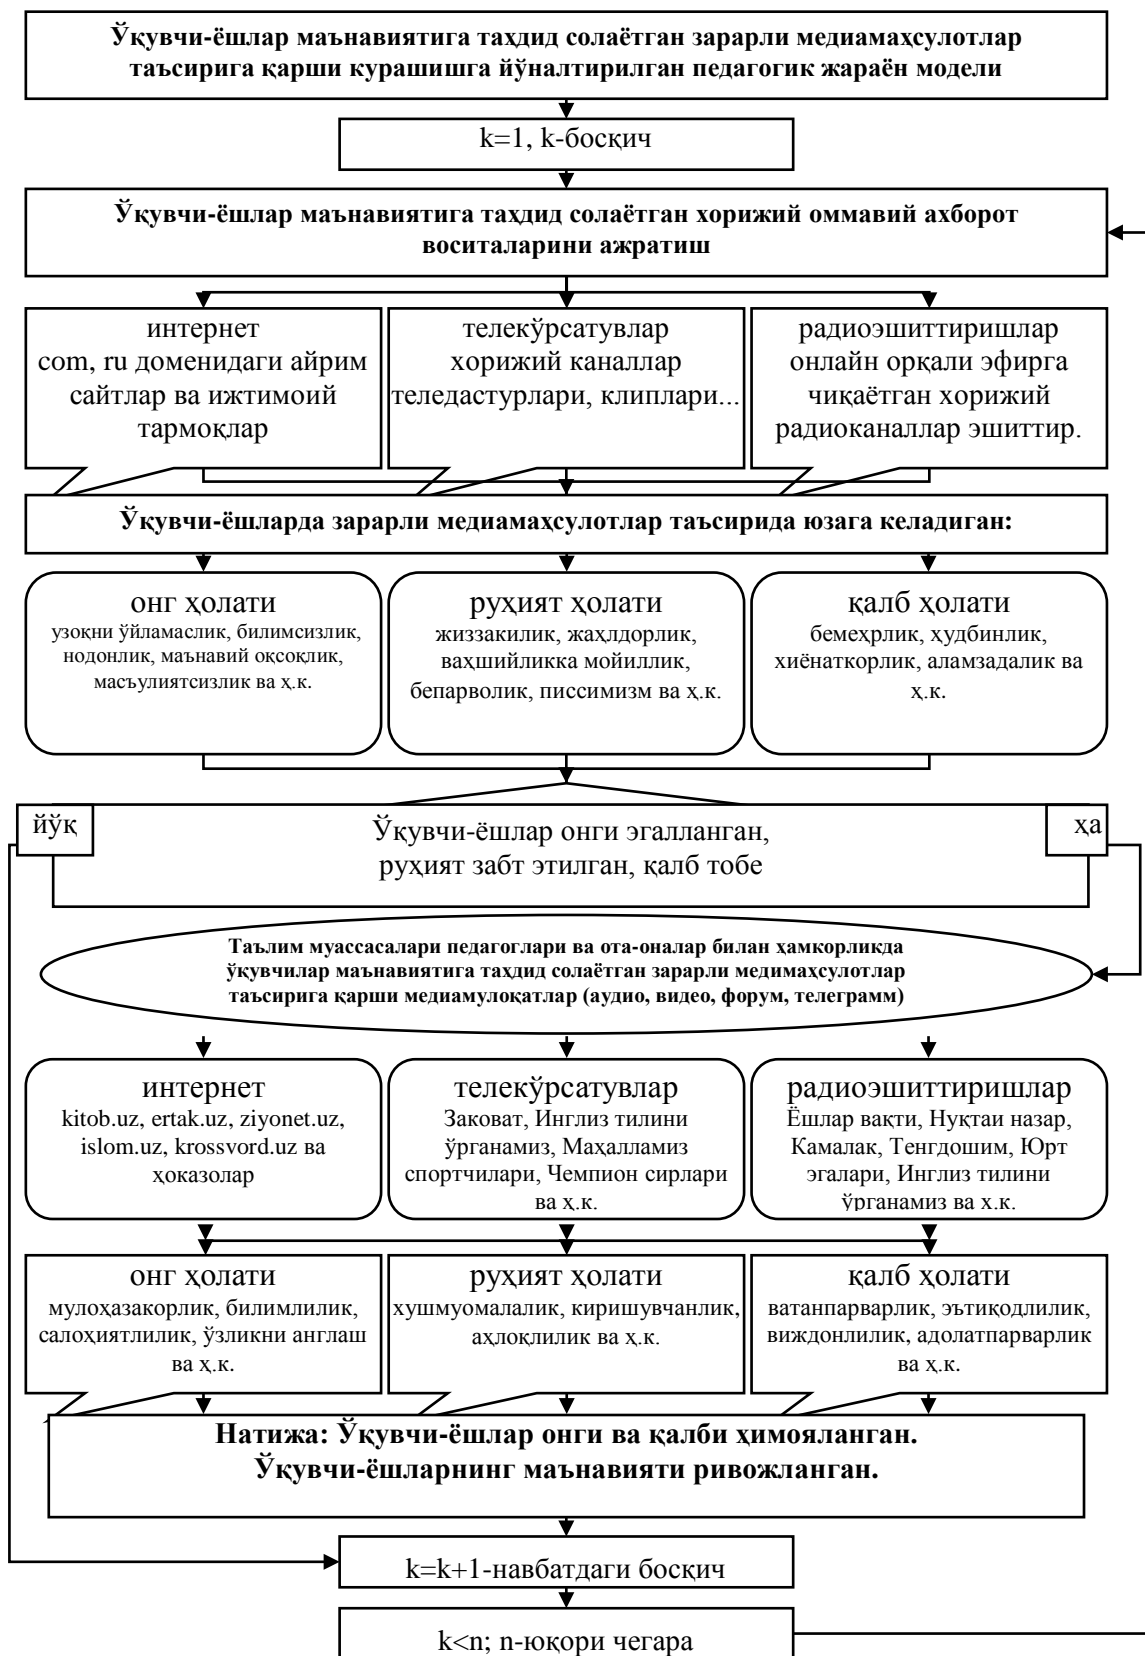 Ўқувчи-ёшлар маънавиятига таҳдид солаётган зарарли медиамаҳсулотлар
таъсирига қарши курашишга йўналтирилган педагогик жараён модели
k=1, k-босқич
Ўқувчи-ёшлар маънавиятига таҳдид солаётган хорижий оммавий ахборот
воситаларини ажратиш
интернет
com, ru доменидаги айрим
сайтлар ва ижтимоий
тармоқлар
телекўрсатувлар
хорижий каналлар
теледастурлари, клиплари...
радиоэшиттиришлар
онлайн орқали эфирга
чиқаётган хорижий
радиоканаллар эшиттир.
Ўқувчи-ёшларда зарарли медиамаҳсулотлар таъсирида юзага келадиган:
онг ҳолати
узоқни ўйламаслик, билимсизлик,
нодонлик, маънавий оқсоқлик,
масъулиятсизлик ва ҳ.к.
руҳият ҳолати
жиззакилик, жаҳлдорлик,
ваҳшийликка мойиллик,
бепарволик, писсимизм ва ҳ.к.
қалб ҳолати
бемеҳрлик, ҳудбинлик,
хиёнаткорлик, аламзадалик ва
ҳ.к.
йўқ
Ўқувчи-ёшлар онги эгалланган,
руҳият забт этилган, қалб тобе
ҳа
Таълим муассасалари педагоглари ва ота-оналар билан ҳамкорликда
ўқувчилар маънавиятига таҳдид солаётган зарарли медимаҳсулотлар
таъсирига қарши медиамулоқатлар (аудио, видео, форум, телеграмм)
интернет
kitob.uz, ertak.uz, ziyonet.uz,
islom.uz, krossvord.uz ва
ҳоказолар
телекўрсатувлар
Заковат, Инглиз тилини
ўрганамиз, Маҳалламиз
спортчилари, Чемпион сирлари
ва ҳ.к.
радиоэшиттиришлар
Ёшлар вақти, Нуқтаи назар,
Камалак, Тенгдошим, Юрт
эгалари, Инглиз тилини
ўрганамиз ва х.к.
онг ҳолати
мулоҳазакорлик, билимлилик,
салоҳиятлилик, ўзликни англаш
ва ҳ.к.
руҳият ҳолати
хушмуомалалик, киришувчанлик,
аҳлоқлилик ва ҳ.к.
қалб ҳолати
ватанпарварлик, эътиқодлилик,
виждонлилик, адолатпарварлик
ва ҳ.к.
Натижа: Ўқувчи-ёшлар онги ва қалби ҳимояланган.
Ўқувчи-ёшларнинг маънавияти ривожланган.
k=k+1-навбатдаги босқич
k<n; n-юқори чегара